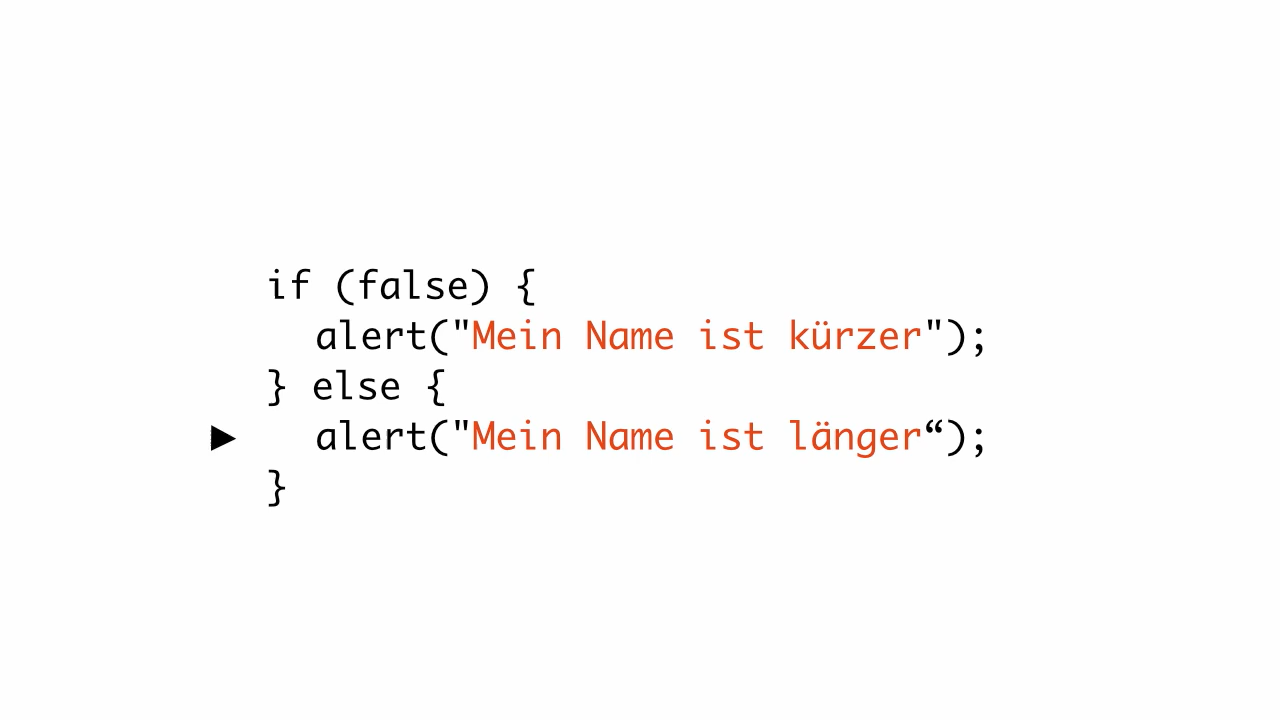 if (false) {
alert("Mein Name ist kürzer");
} else {
▶ alert("Mein Name ist länger“);
}